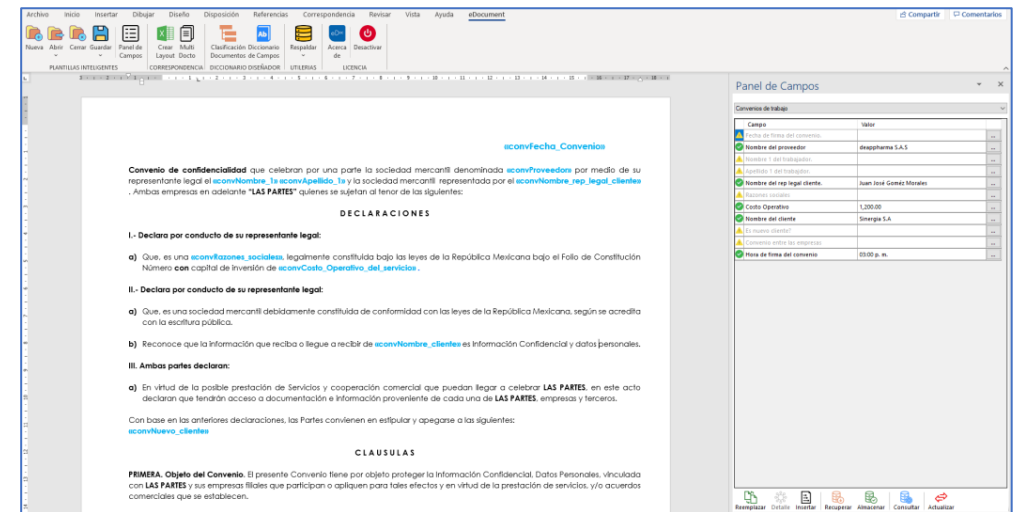 Archivo Inicio Insertar Dibujar Diseño Disposición Referencias Correspondencia Revisar Vista Ayuda eDocument
Compartir Comentarios
Nueva Abrir Cerrar Guardar Panel de Campos Crear Layout Multi Docto Clasificación Documentos Diccionario de Campos Respaldar Acerca de Desactivar
PLANTILLAS INTELIGENTES CORRESPONDENCIA DICCIONARIO DISEÑADOR UTILERIAS LICENCIA
«convFecha_Convenio»
Convenio de confidencialidad que celebran por una parte la sociedad mercantil denominada «convProveedor» por medio de su
representante legal el «convNombre_1» «convApellido_1» y la sociedad mercantil representada por el «convNombre_rep_legal_cliente»
. Ambas empresas en adelante "LAS PARTES" quienes se sujetan al tenor de las siguientes:
DECLARACIONES
I.- Declara por conducto de su representante legal:
a) Que, es una «convRazones_sociales», legalmente constituida bajo las leyes de la República Mexicana bajo el Folio de Constitución
Número con capital de inversión de «convCosto_Operativo_del_servicio» .
II.- Declara por conducto de su representante legal:
a) Que, es una sociedad mercantil debidamente constituida de conformidad con las leyes de la República Mexicana, según se acredita
con la escritura pública.
b) Reconoce que la información que reciba o llegue a recibir de «convNombre_cliente» es Información Confidencial y datos personales.
III. Ambas partes declaran:
a) En virtud de la posible prestación de Servicios y cooperación comercial que puedan llegar a celebrar LAS PARTES, en este acto
declaran que tendrán acceso a documentación e información proveniente de cada una de LAS PARTES, empresas y terceros.
Con base en las anteriores declaraciones, las Partes convienen en estipular y apegarse a las siguientes:
«convNuevo_cliente»
CLAUSULAS
PRIMERA. Objeto del Convenio. El presente Convenio tiene por objeto proteger la Información Confidencial, Datos Personales, vinculada
con LAS PARTES y sus empresas filiales que participan o apliquen para tales efectos y en virtud de la prestación de servicios, y/o acuerdos
comerciales que se establecen.
Panel de Campos
Convenios de trabajo
Campo Valor
Fecha de firma del convenio. ...
Nombre del proveedor deappharma S.A.S ...
Nombre 1 del trabajador. ...
Apellido 1 del trabajdor. ...
Nombre del rep legal cliente. Juan José Goméz Morales ...
Razones sociales ...
Costo Operativo 1,200.00 ...
Nombre del cliente Sinergia S.A ...
Es nuevo cliente? ...
Convenio entre las empresas ...
Hora de firma del convenio 03:00 p. m. ...
Reemplazar Detalle Insertar Recuperar Almacenar Consultar Actualizar